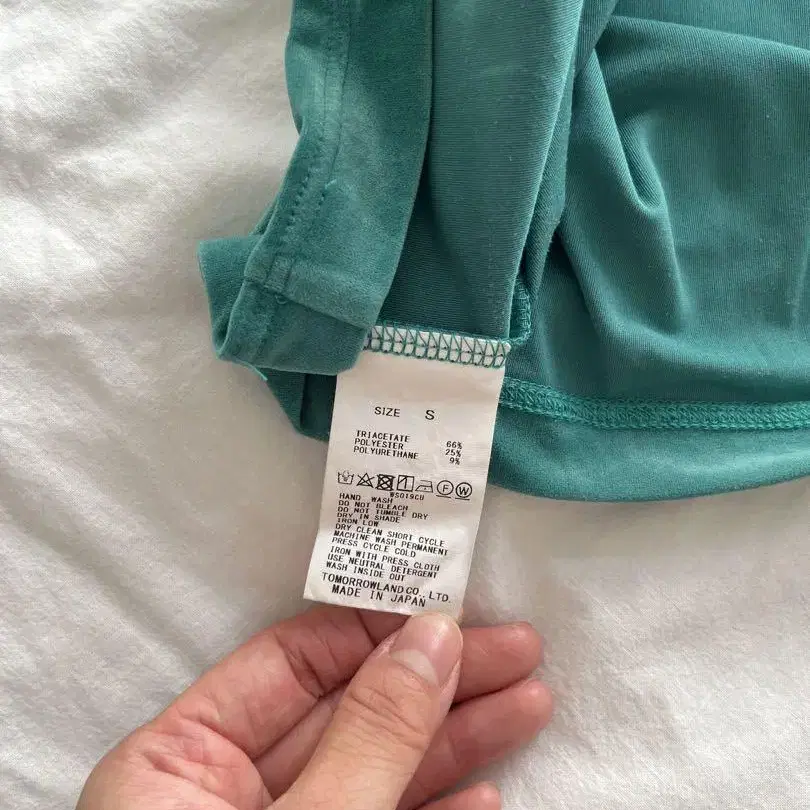 SIZE S
TRIACETATE 66%
POLYESTER 25%
POLYURETHANE 9%
F W
WS019CU
HAND WASH
DO NOT BLEACH
DO NOT TUMBLE DRY
DRY IN SHADE
IRON LOW
DRY CLEAN SHORT CYCLE
MACHINE WASH PERMANENT
PRESS CYCLE COLD
IRON WITH PRESS CLOTH
USE NEUTRAL DETERGENT
WASH INSIDE OUT
TOMORROWLAND CO., LTD.
MADE IN JAPAN